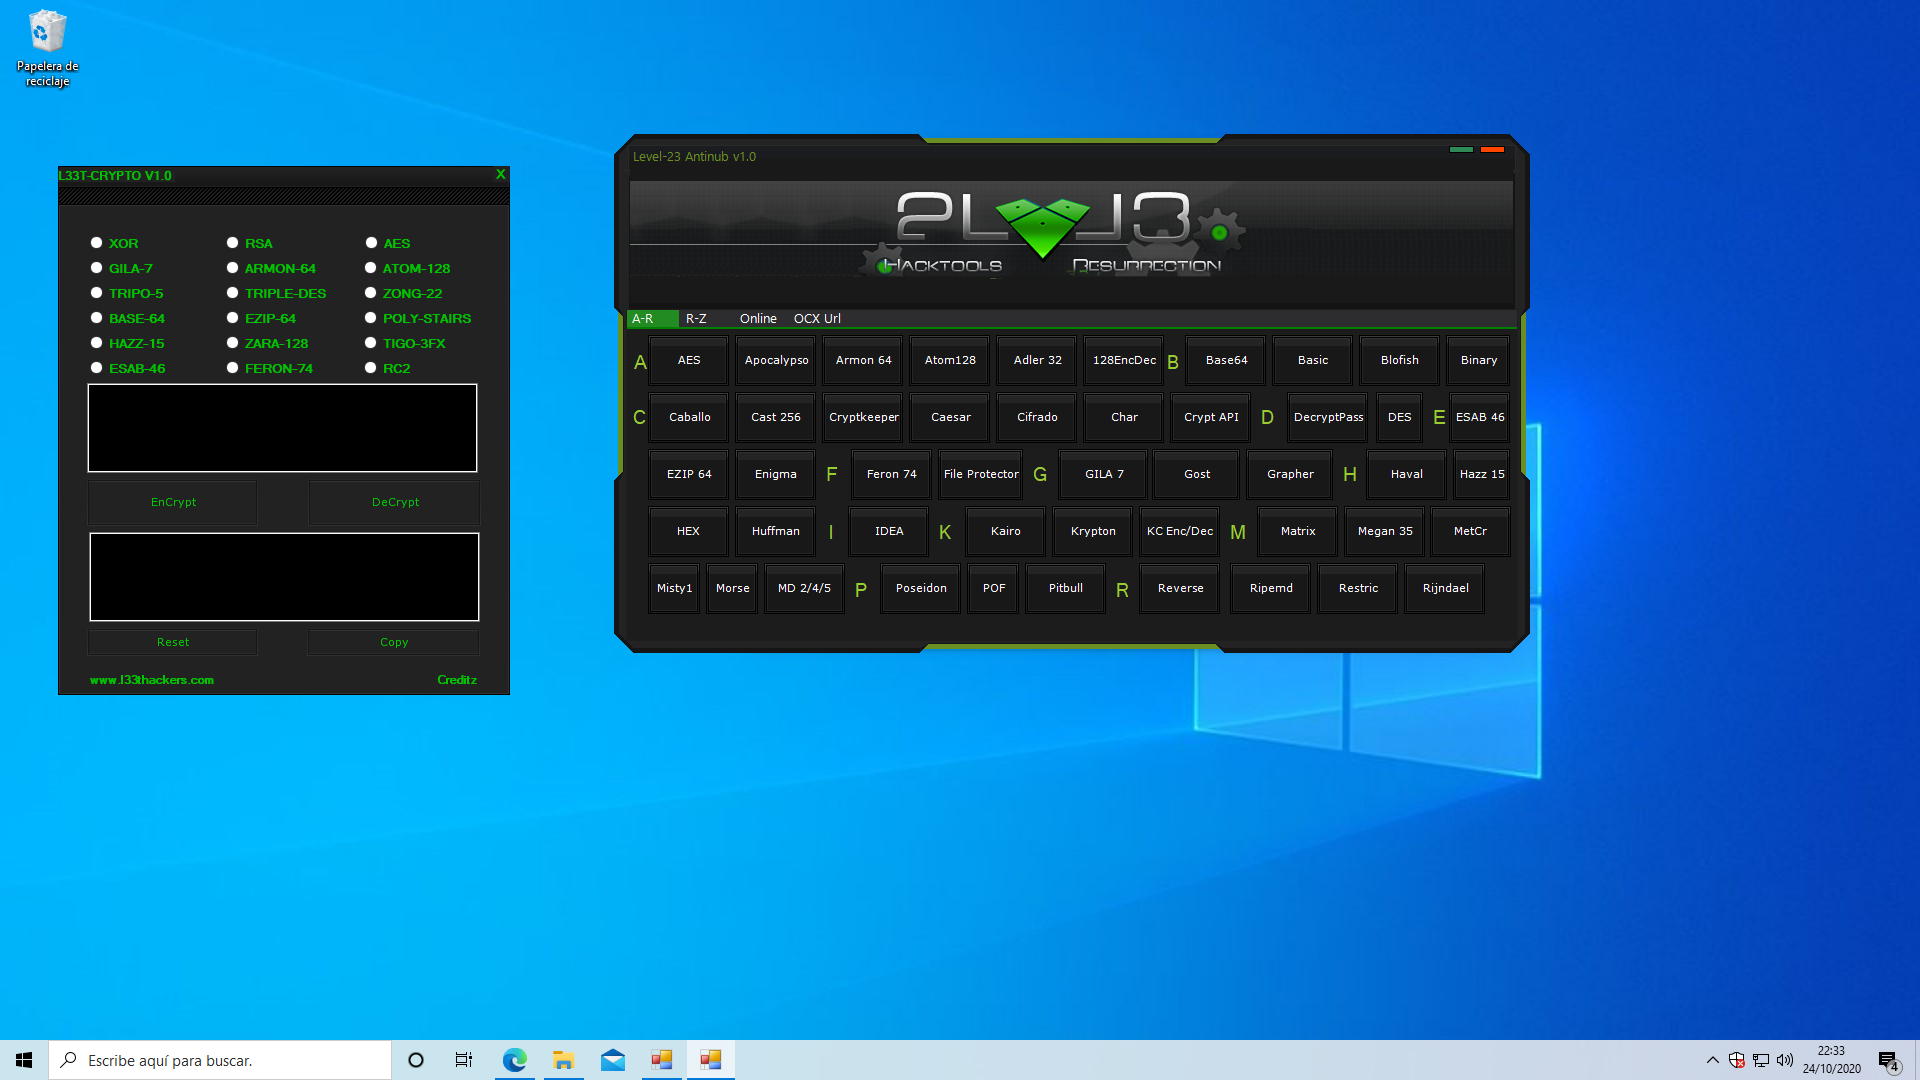 Papelera de
reciclaje
L33T-CRYPTO V1.0 X
XOR RSA AES
GILA-7 ARMON-64 ATOM-128
TRIPO-5 TRIPLE-DES ZONG-22
BASE-64 EZIP-64 POLY-STAIRS
HAZZ-15 ZARA-128 TIGO-3FX
ESAB-46 FERON-74 RC2
EnCrypt DeCrypt
Reset Copy
www.l33thackers.com Creditz
Level-23 Antinub v1.0
Hacktools Resurrection
A-R R-Z Online OCX Url
A AES Apocalypso Armon 64 Atom128 Adler 32 128EncDec B Base64 Basic Blofish Binary
C Caballo Cast 256 Cryptkeeper Caesar Cifrado Char Crypt API D DecryptPass DES E ESAB 46
EZIP 64 Enigma F Feron 74 File Protector G GILA 7 Gost Grapher H Haval Hazz 15
HEX Huffman I IDEA K Kairo Krypton KC Enc/Dec M Matrix Megan 35 MetCr
Misty1 Morse MD 2/4/5 P Poseidon POF Pitbull R Reverse Ripemd Restric Rijndael
Escribe aquí para buscar.
22:33
24/10/2020
4